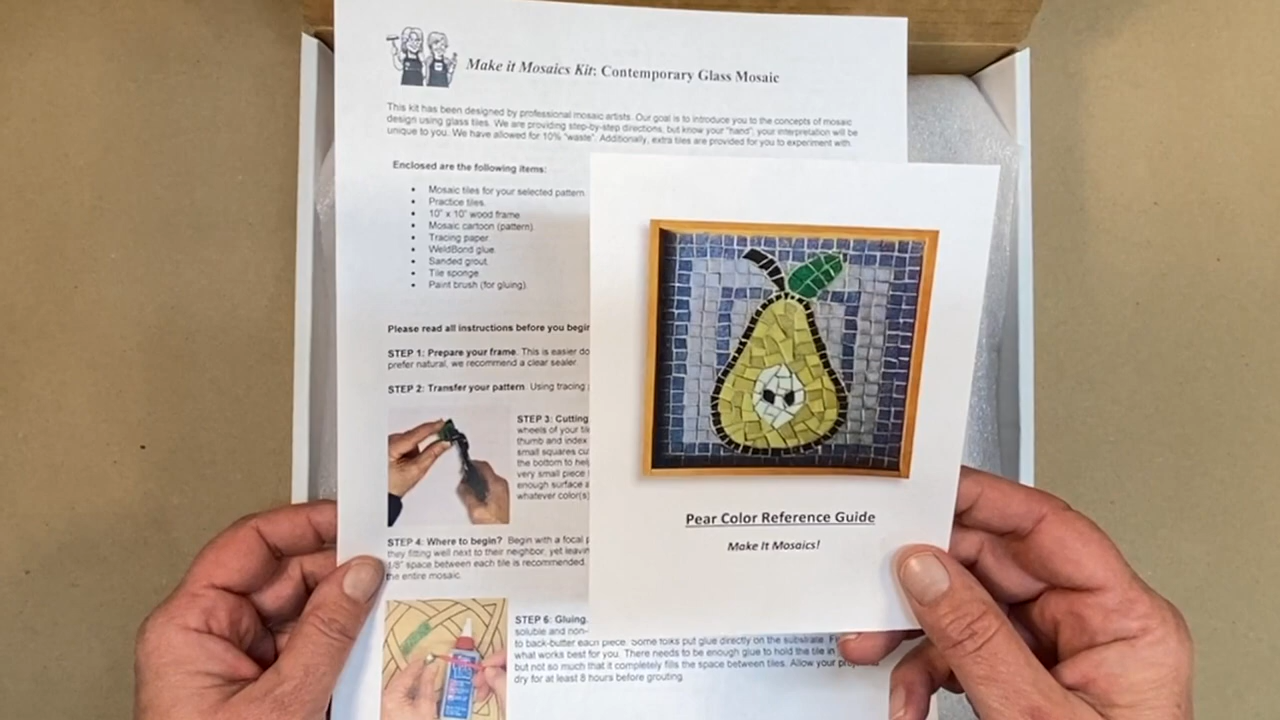 Make it Mosaics Kit: Contemporary Glass Mosaic
This kit has been designed by professional mosaic artists. Our goal is to introduce you to the concepts of mosaic
design using glass tiles. We are providing step-by-step directions, but know your "hand", your interpretation will be
unique to you. We have allowed for 10% "waste". Additionally, extra tiles are provided for you to experiment with
Enclosed are the following items:
• Mosaic tiles for your selected pattern.
• Practice tiles.
• 10" x 10" wood frame
• Mosaic cartoon (pattern).
• Tracing paper
• WeldBond glue.
• Sanded grout.
• Tile sponge
• Paint brush (for gluing).
Please read all instructions before you begin
STEP 1: Prepare your frame. This is easier do
prefer natural, we recommend a clear sealer.
STEP 2: Transfer your pattern. Using tracing
STEP 3: Cutting
wheels of your til
thumb and index
small squares cu
the bottom to hel
very small piece
enough surface a
whatever color(s)
STEP 4: Where to begin? Begin with a focal p
they fitting well next to their neighbor, yet leavin
1/8" space between each tile is recommended.
the entire mosaic.
STEP 6: Gluing.
soluble and non-
to back-butter each piece. Some folks put glue directly on the substrate.
what works best for you. There needs to be enough glue to hold the tile in
but not so much that it completely fills the space between tiles. Allow your
dry for at least 8 hours before grouting.
Pear Color Reference Guide
Make It Mosaics!